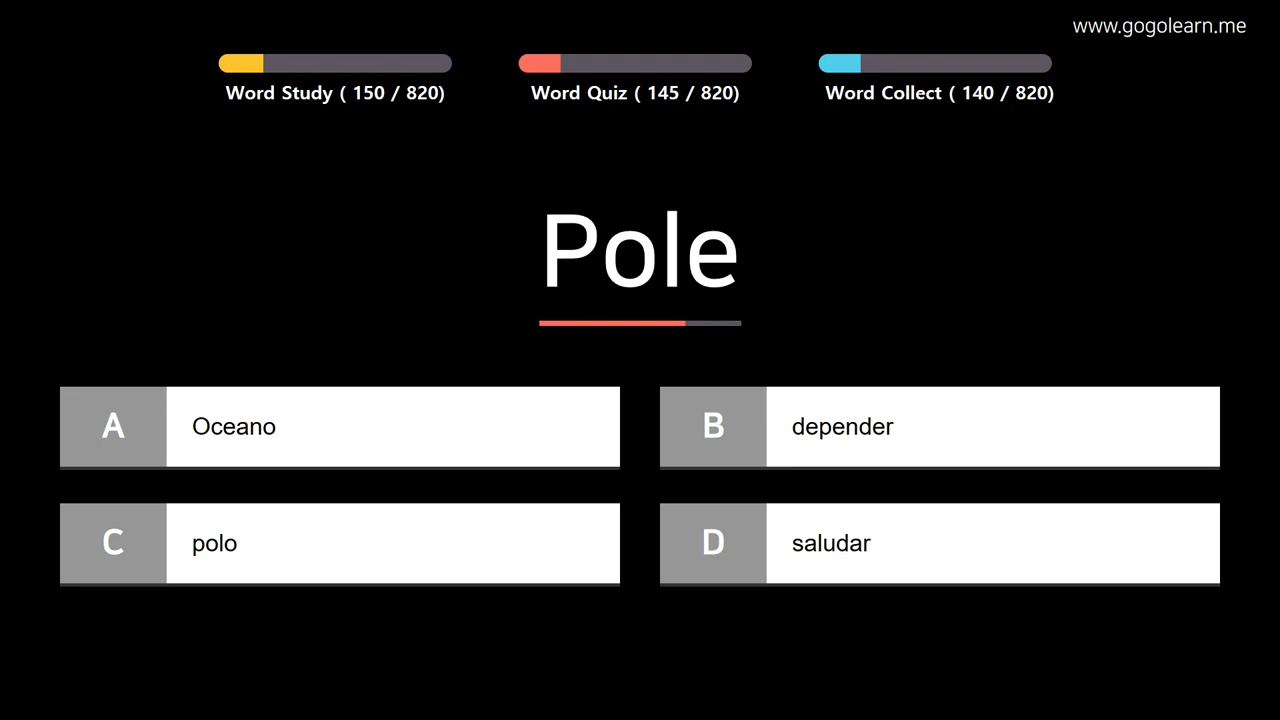 www.gogolearn.me
Word Study ( 150 / 820)
Word Quiz ( 145 / 820)
Word Collect ( 140 / 820)
Pole
A
Oceano
B
depender
C
polo
D
saludar